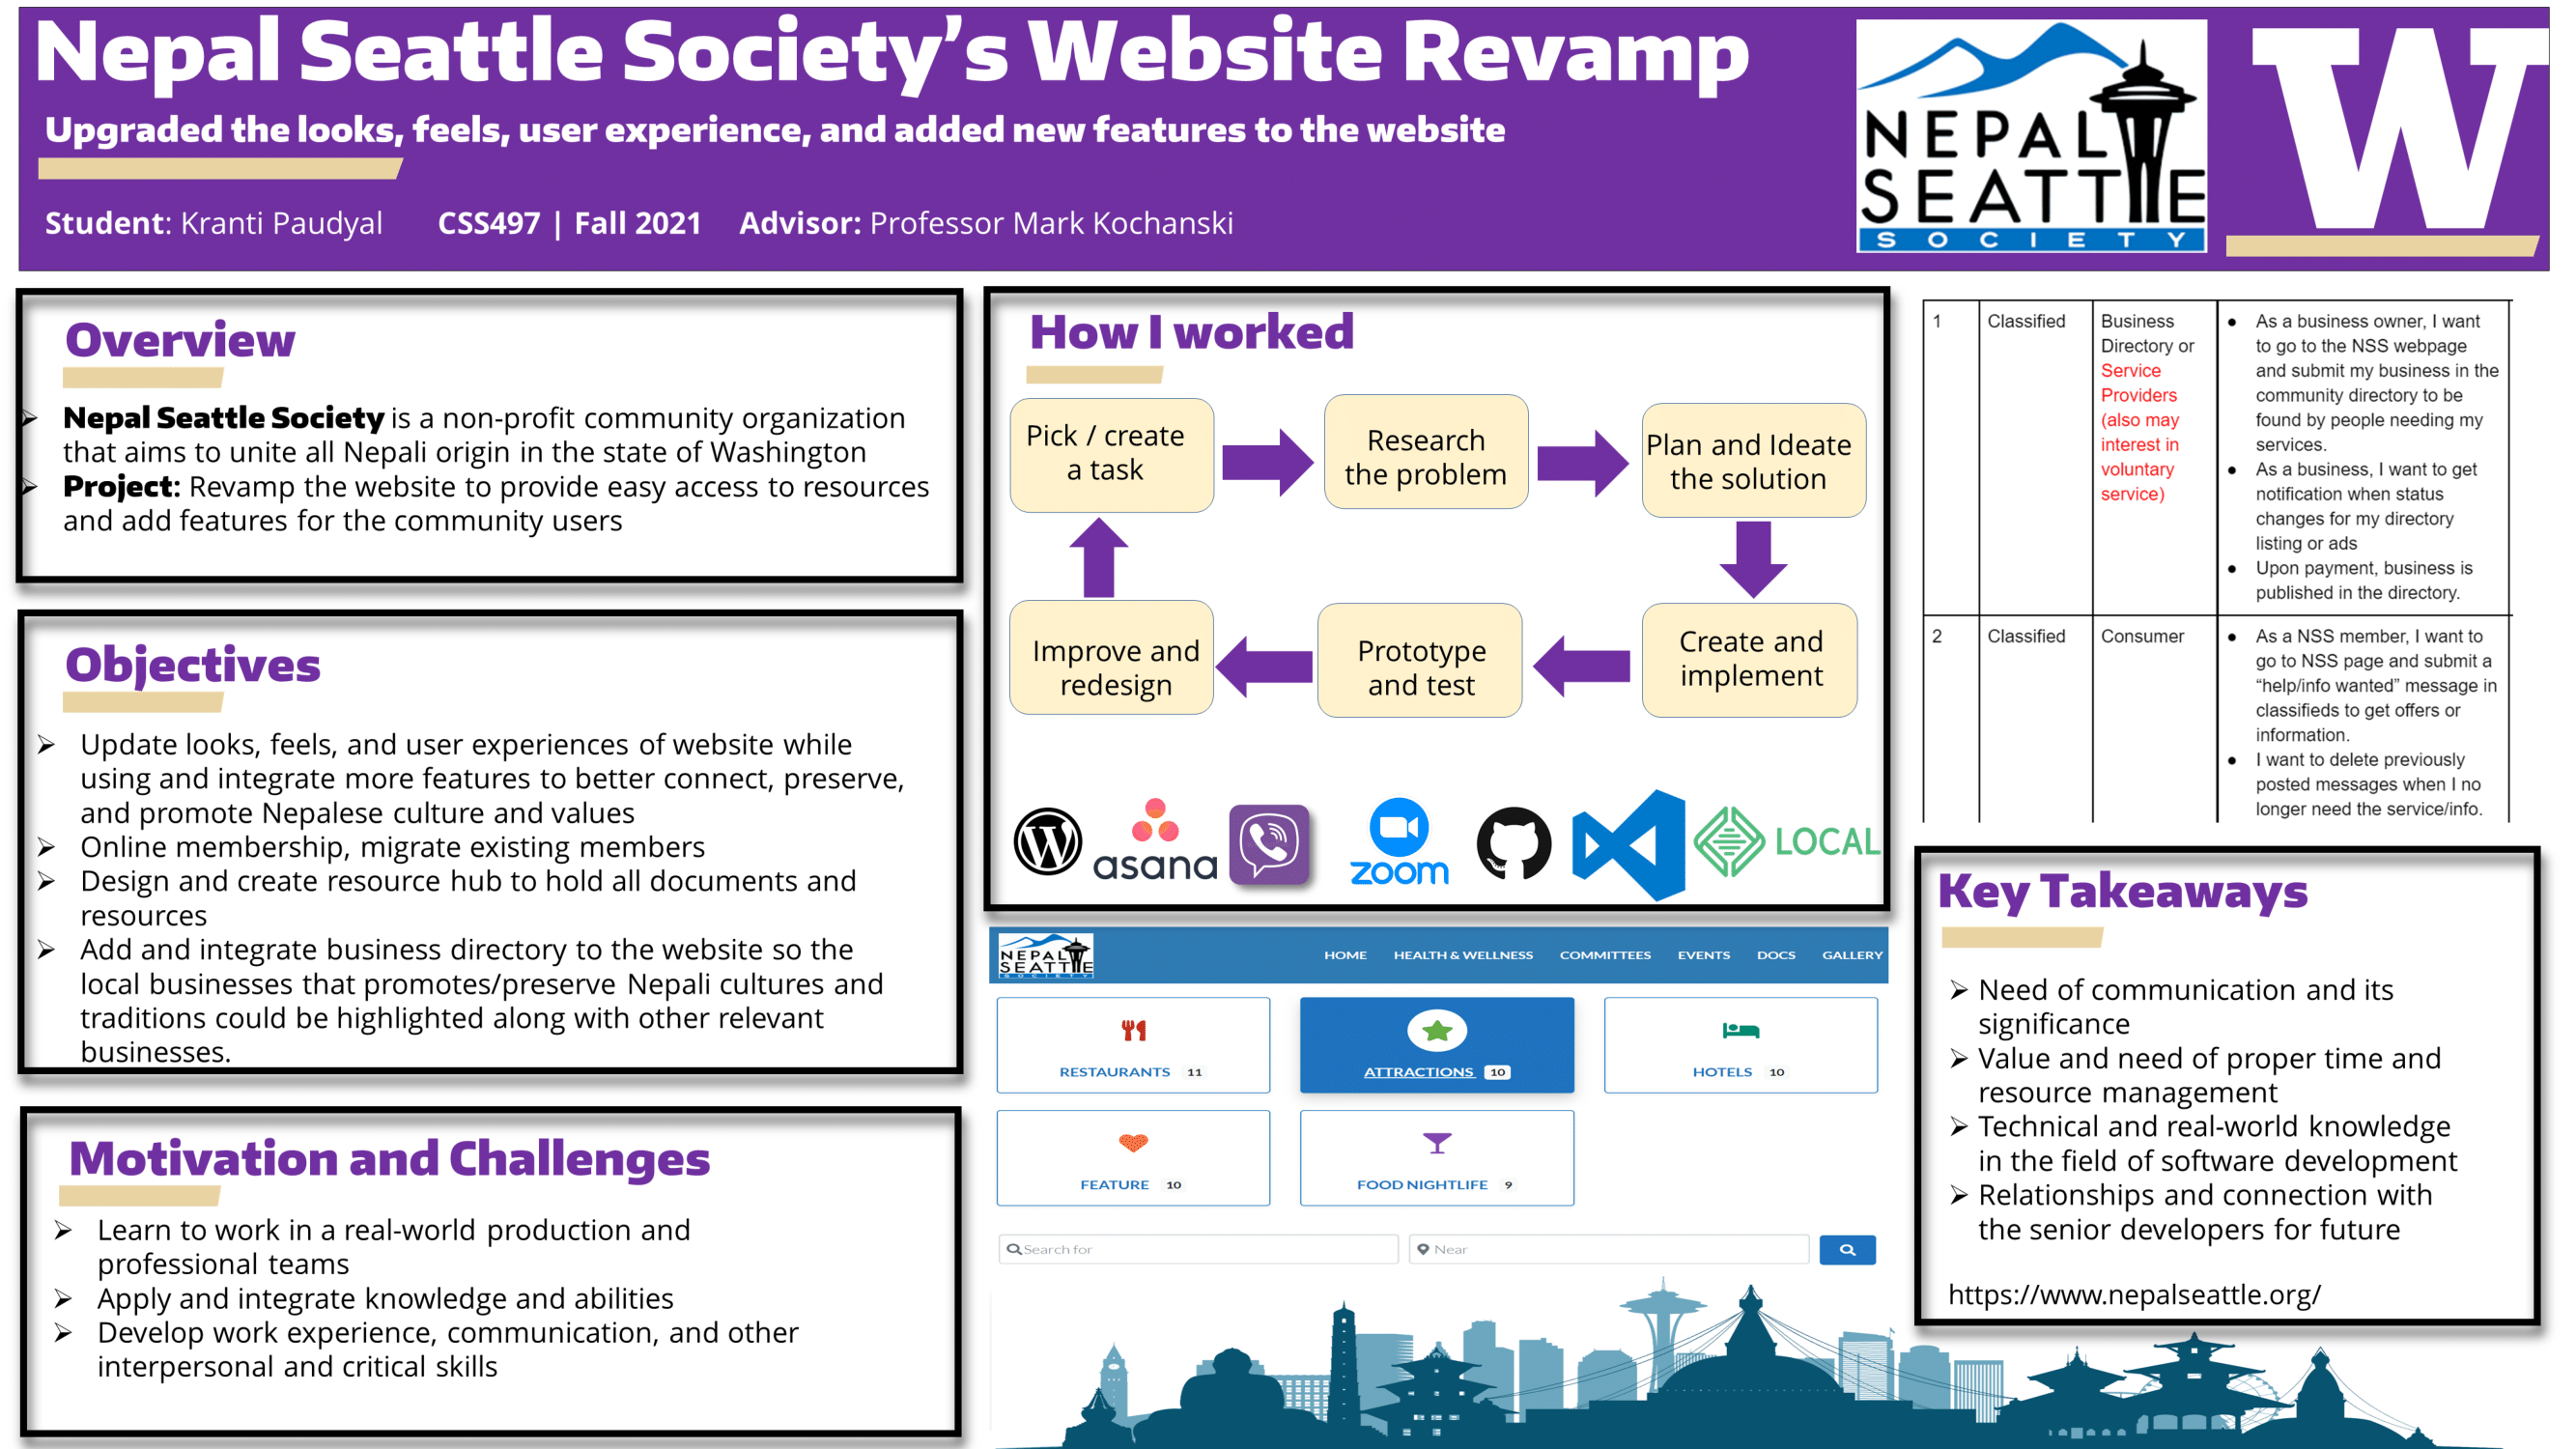 Nepal Seattle Society’s Website Revamp
Upgraded the looks, feels, user experience, and added new features to the website
Student: Kranti Paudyal CSS497 | Fall 2021 Advisor: Professor Mark Kochanski
NEPAL
SEATTLE
SOCIETY
W
Overview
Nepal Seattle Society is a non-profit community organization
that aims to unite all Nepali origin in the state of Washington
Project: Revamp the website to provide easy access to resources
and add features for the community users
Objectives
Update looks, feels, and user experiences of website while
using and integrate more features to better connect, preserve,
and promote Nepalese culture and values
Online membership, migrate existing members
Design and create resource hub to hold all documents and
resources
Add and integrate business directory to the website so the
local businesses that promotes/preserve Nepali cultures and
traditions could be highlighted along with other relevant
businesses.
Motivation and Challenges
Learn to work in a real-world production and
professional teams
Apply and integrate knowledge and abilities
Develop work experience, communication, and other
interpersonal and critical skills
How I worked
Pick / create
a task
Research
the problem
Plan and Ideate
the solution
Improve and
redesign
Prototype
and test
Create and
implement
asana
zoom
LOCAL
NEPAL
SEATTLE
SOCIETY
HOME HEALTH & WELLNESS COMMITTEES EVENTS DOCS GALLERY
RESTAURANTS 11
ATTRACTIONS 10
HOTELS 10
FEATURE 10
FOOD NIGHTLIFE 9
Search for
Near
1
Classified
Business
Directory or
Service
Providers
(also may
interest in
voluntary
service)
● As a business owner, I want
to go to the NSS webpage
and submit my business in the
community directory to be
found by people needing my
services.
● As a business, I want to get
notification when status
changes for my directory
listing or ads
● Upon payment, business is
published in the directory.
2
Classified
Consumer
● As a NSS member, I want to
go to NSS page and submit a
“help/info wanted” message in
classifieds to get offers or
information.
● I want to delete previously
posted messages when I no
longer need the service/info.
Key Takeaways
Need of communication and its
significance
Value and need of proper time and
resource management
Technical and real-world knowledge
in the field of software development
Relationships and connection with
the senior developers for future
https://www.nepalseattle.org/